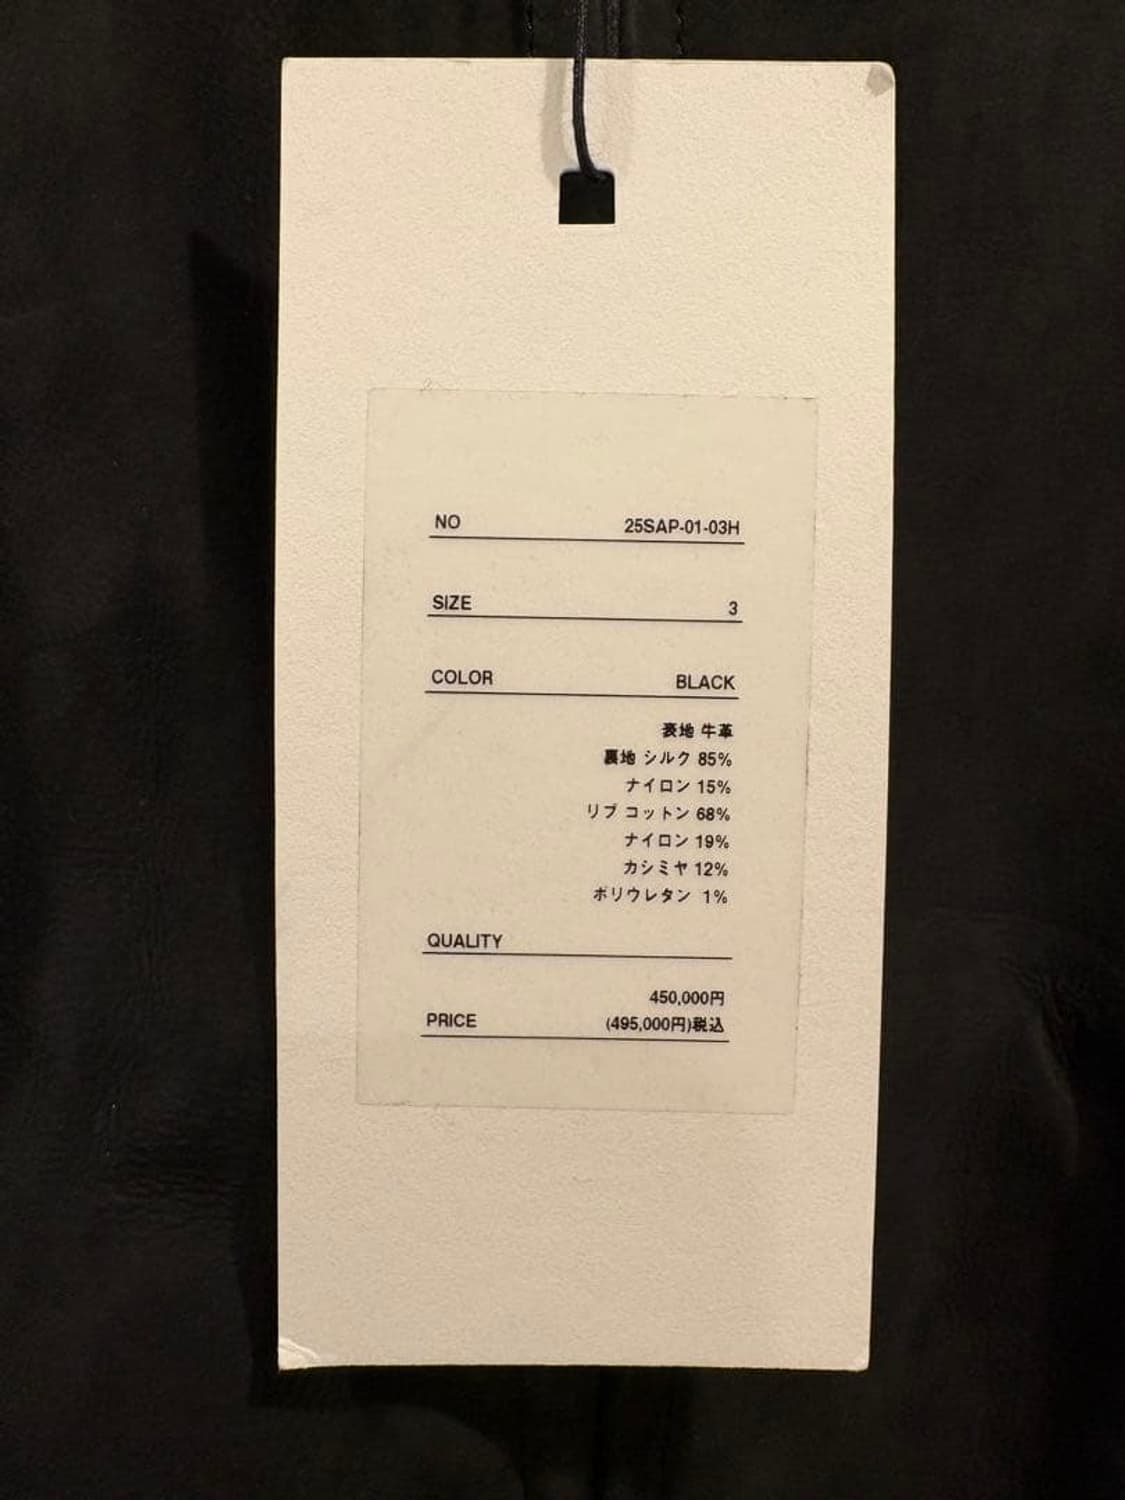 NO 25SAP-01-03H
SIZE 3
COLOR BLACK
表地 牛革
裏地 シルク 85%
ナイロン 15%
リブ コットン 68%
ナイロン 19%
カシミヤ 12%
ポリウレタン 1%
QUALITY
450,000円
PRICE (495,000円)税込